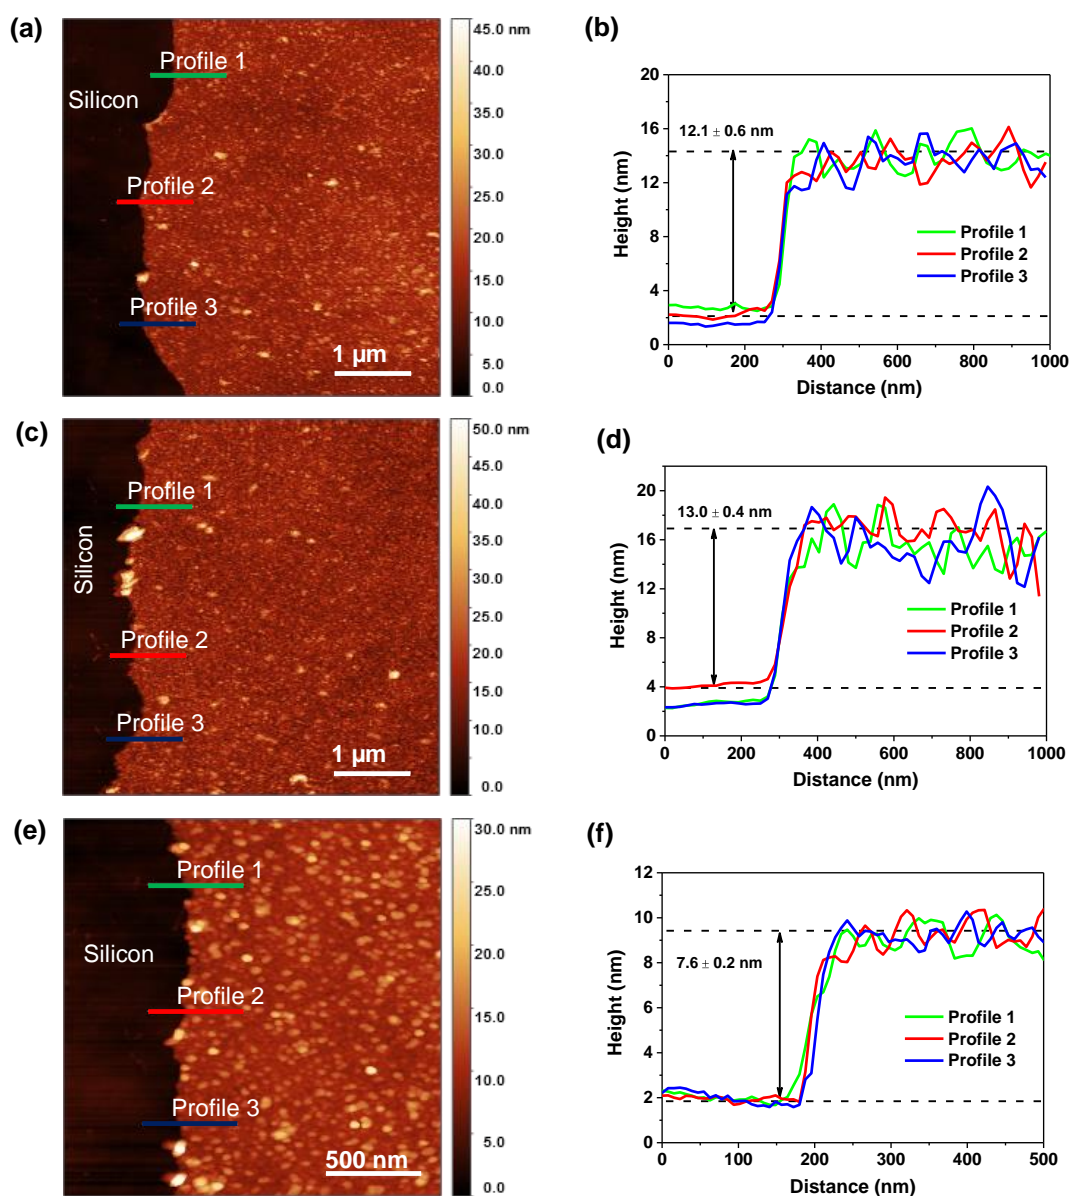 (a)
Profile 1
Silicon
Profile 2
Profile 3
1 µm
45.0 nm
40.0
35.0
30.0
25.0
20.0
15.0
10.0
5.0
0.0
(b)
20
16
12
8
4
0
Height (nm)
12.1 ± 0.6 nm
Profile 1
Profile 2
Profile 3
0 200 400 600 800 1000
Distance (nm)
(c)
Profile 1
Silicon
Profile 2
Profile 3
1 µm
50.0 nm
45.0
40.0
35.0
30.0
25.0
20.0
15.0
10.0
0.0
(d)
20
16
12
8
4
0
Height (nm)
13.0 ± 0.4 nm
Profile 1
Profile 2
Profile 3
0 200 400 600 800 1000
Distance (nm)
(e)
Profile 1
Silicon
Profile 2
Profile 3
500 nm
30.0 nm
25.0
20.0
15.0
10.0
5.0
0.0
(f)
12
10
8
6
4
2
0
Height (nm)
7.6 ± 0.2 nm
Profile 1
Profile 2
Profile 3
0 100 200 300 400 500
Distance (nm)